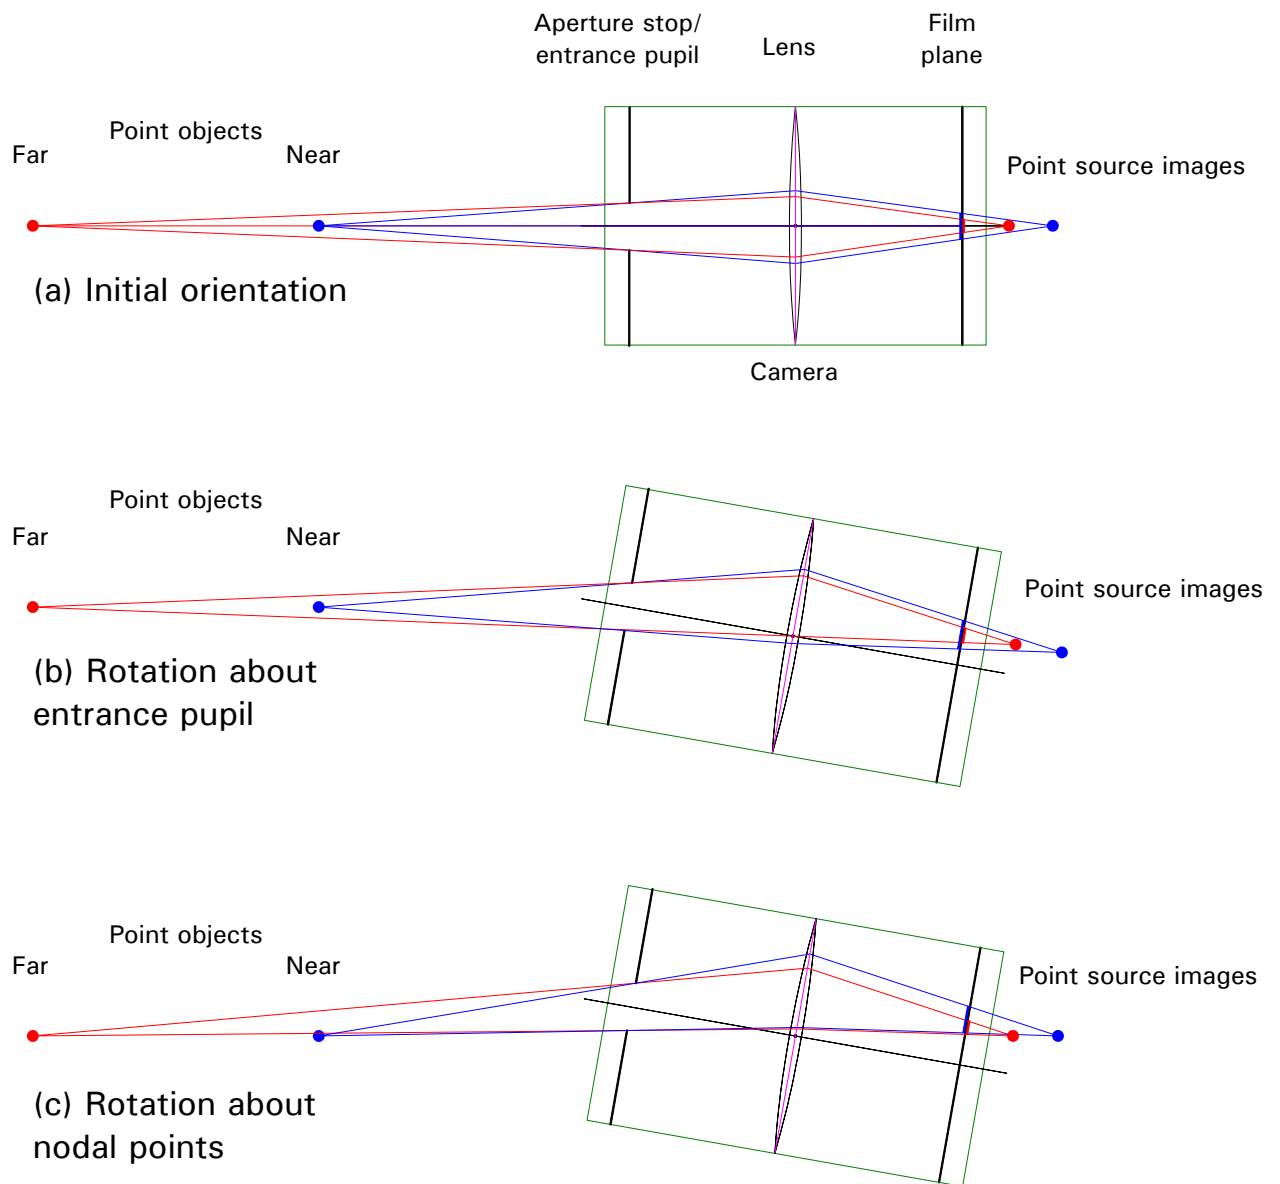 Aperture stop/
entrance pupil
Lens
Film
plane
Point objects
Far
Near
Point source images
(a) Initial orientation
Camera
Point objects
Far
Near
Point source images
(b) Rotation about
entrance pupil
Point objects
Far
Near
Point source images
(c) Rotation about
nodal points